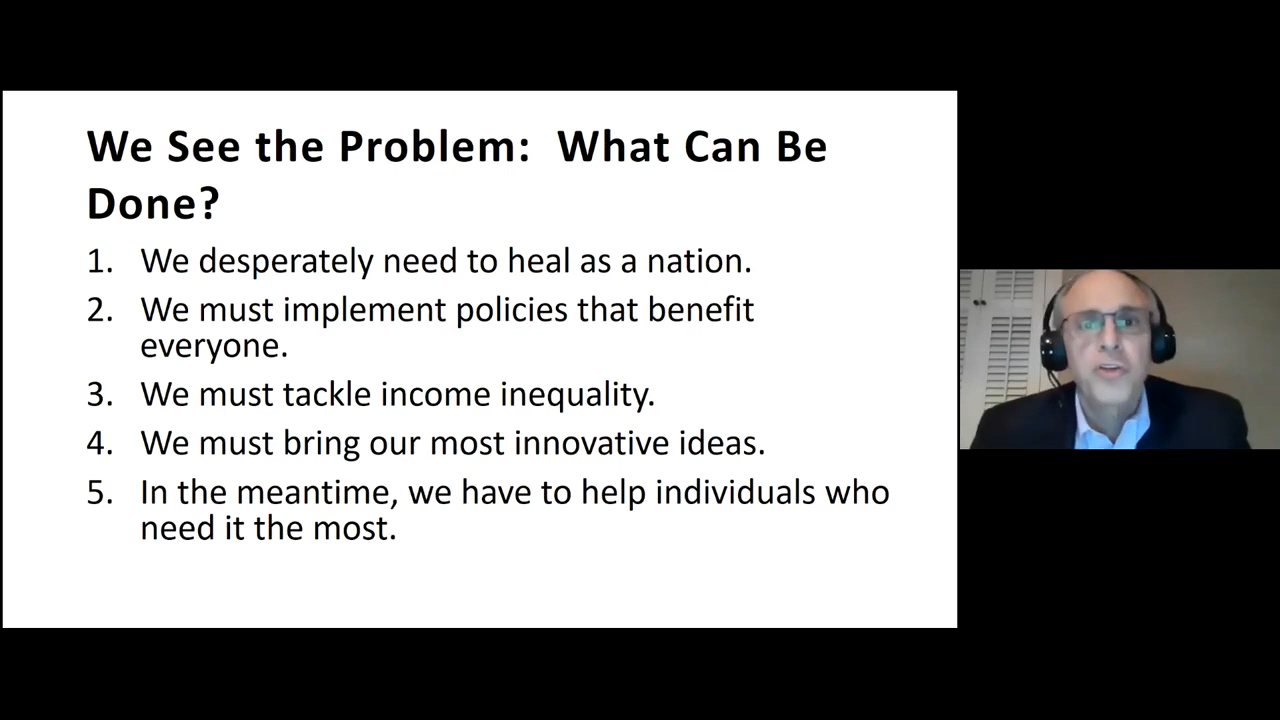 We See the Problem:  What Can Be
Done?
1. We desperately need to heal as a nation.
2. We must implement policies that benefit
everyone.
3. We must tackle income inequality.
4. We must bring our most innovative ideas.
5. In the meantime, we have to help individuals who
need it the most.